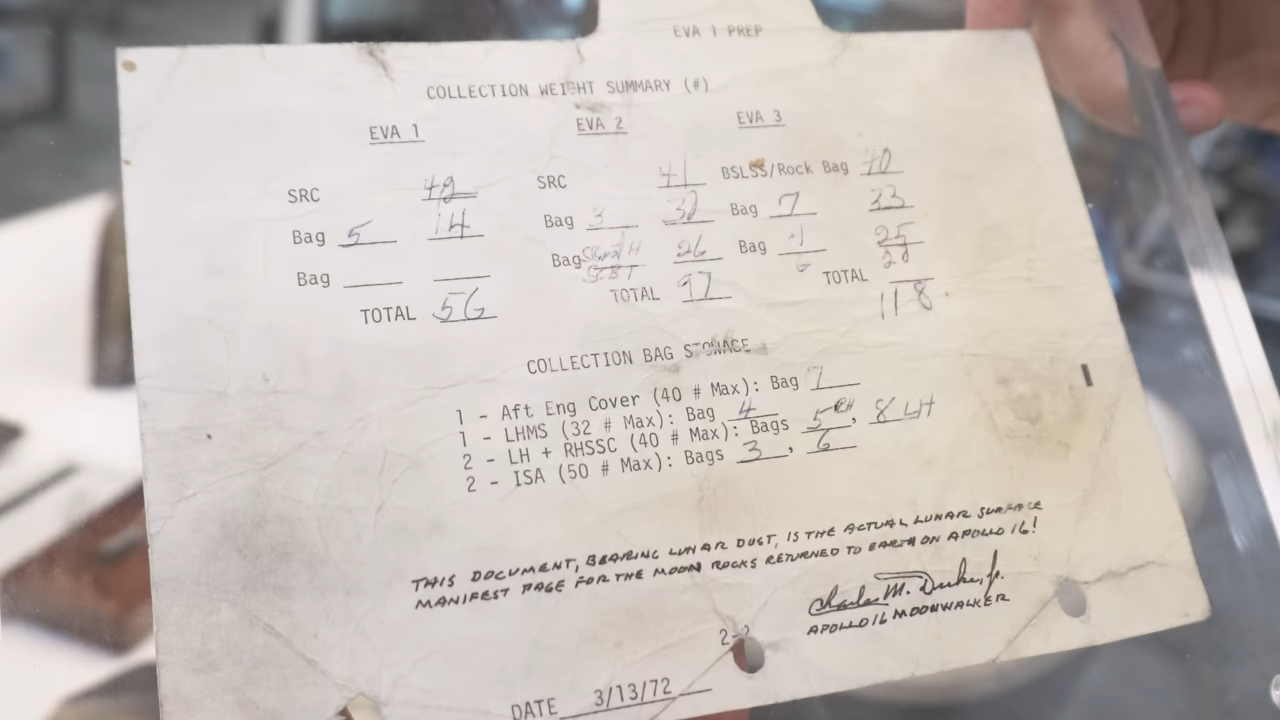 EVA 1 PREP
COLLECTION WEIGHT SUMMARY (#)
EVA 1 EVA 2 EVA 3
SRC 42 SRC 41 BSLSS/Rock Bag 40
Bag 5 14 Bag 3 Bag 7 33
Bag Bag SCBT 26 Bag 25
6
TOTAL 56 TOTAL 97 TOTAL 118
COLLECTION BAG STOWAGE
1 - Aft Eng Cover (40 # Max): Bag 7
1 - LHMS (32 # Max): Bag 4
2 - LH + RHSSC (40 # Max): Bags 5 RH, 8 LH
2 - ISA (50 # Max): Bags 3, 6
THIS DOCUMENT, BEARING LUNAR DUST, IS THE ACTUAL LUNAR SURFACE
MANIFEST PAGE FOR THE MOON ROCKS RETURNED TO EARTH ON APOLLO 16!
Charles M. Duke, Jr.
APOLLO 16 MOONWALKER
DATE 3/13/72